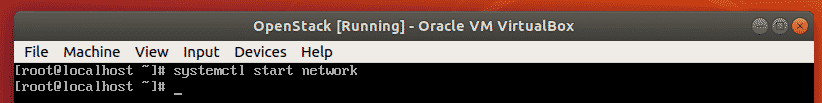 OpenStack [Running] - Oracle VM VirtualBox
File Machine View Input Devices Help
[root@localhost ~]# systemctl start network
[root@localhost ~]# _